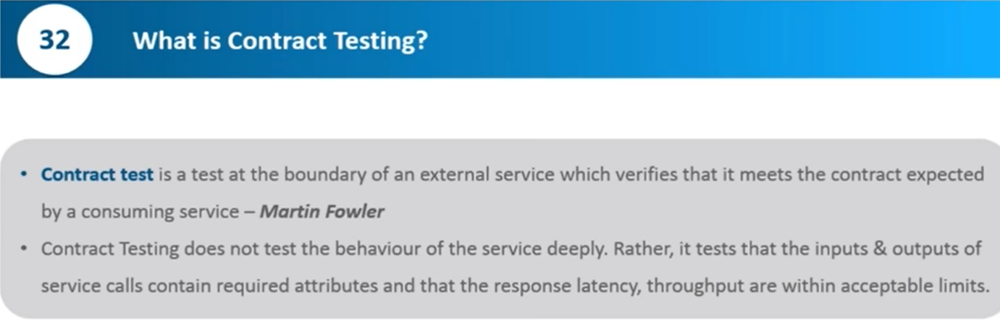 32
What is Contract Testing?
• Contract test is a test at the boundary of an external service which verifies that it meets the contract expected
by a consuming service – Martin Fowler
• Contract Testing does not test the behaviour of the service deeply. Rather, it tests that the inputs & outputs of
service calls contain required attributes and that the response latency, throughput are within acceptable limits.